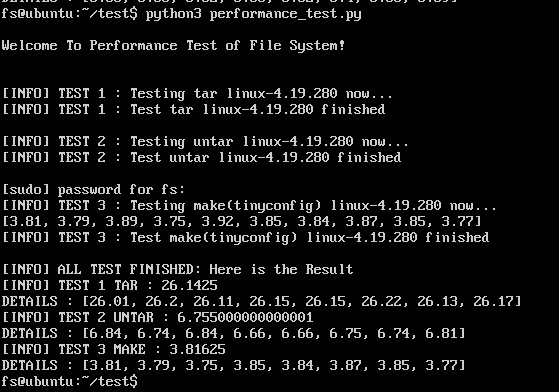 fs@ubuntu:~/test$ python3 performance_test.py
Welcome To Performance Test of File System!
[INFO] TEST 1 : Testing tar linux-4.19.280 now...
[INFO] TEST 1 : Test tar linux-4.19.280 finished
[INFO] TEST 2 : Testing untar linux-4.19.280 now...
[INFO] TEST 2 : Test untar linux-4.19.280 finished
[sudo] password for fs:
[INFO] TEST 3 : Testing make(tinyconfig) linux-4.19.280 now...
[3.81, 3.79, 3.89, 3.75, 3.92, 3.85, 3.84, 3.87, 3.85, 3.77]
[INFO] TEST 3 : Test make(tinyconfig) linux-4.19.280 finished
[INFO] ALL TEST FINISHED: Here is the Result
[INFO] TEST 1 TAR : 26.1425
DETAILS : [26.01, 26.2, 26.11, 26.15, 26.15, 26.22, 26.13, 26.17]
[INFO] TEST 2 UNTAR : 6.755000000000001
DETAILS : [6.84, 6.74, 6.84, 6.66, 6.66, 6.75, 6.74, 6.81]
[INFO] TEST 3 MAKE : 3.81625
DETAILS : [3.81, 3.79, 3.75, 3.85, 3.84, 3.87, 3.85, 3.77]
fs@ubuntu:~/test$